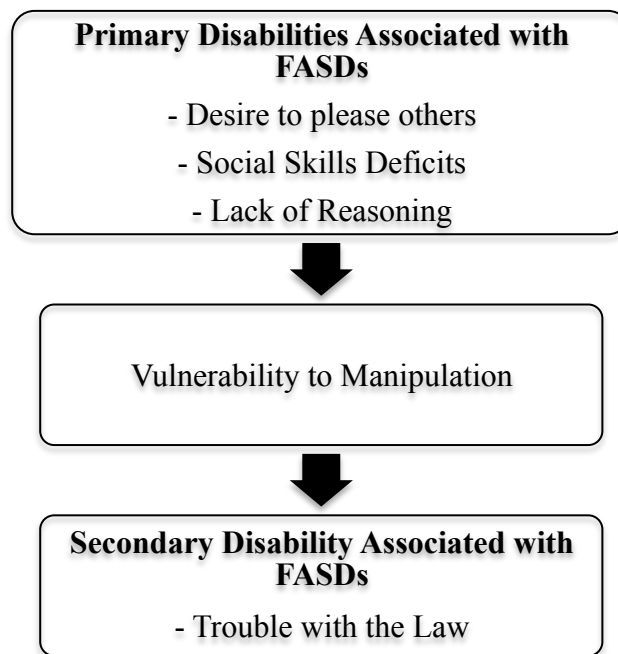 Primary Disabilities Associated with
FASDs
- Desire to please others
- Social Skills Deficits
- Lack of Reasoning
Vulnerability to Manipulation
Secondary Disability Associated with
FASDs
- Trouble with the Law